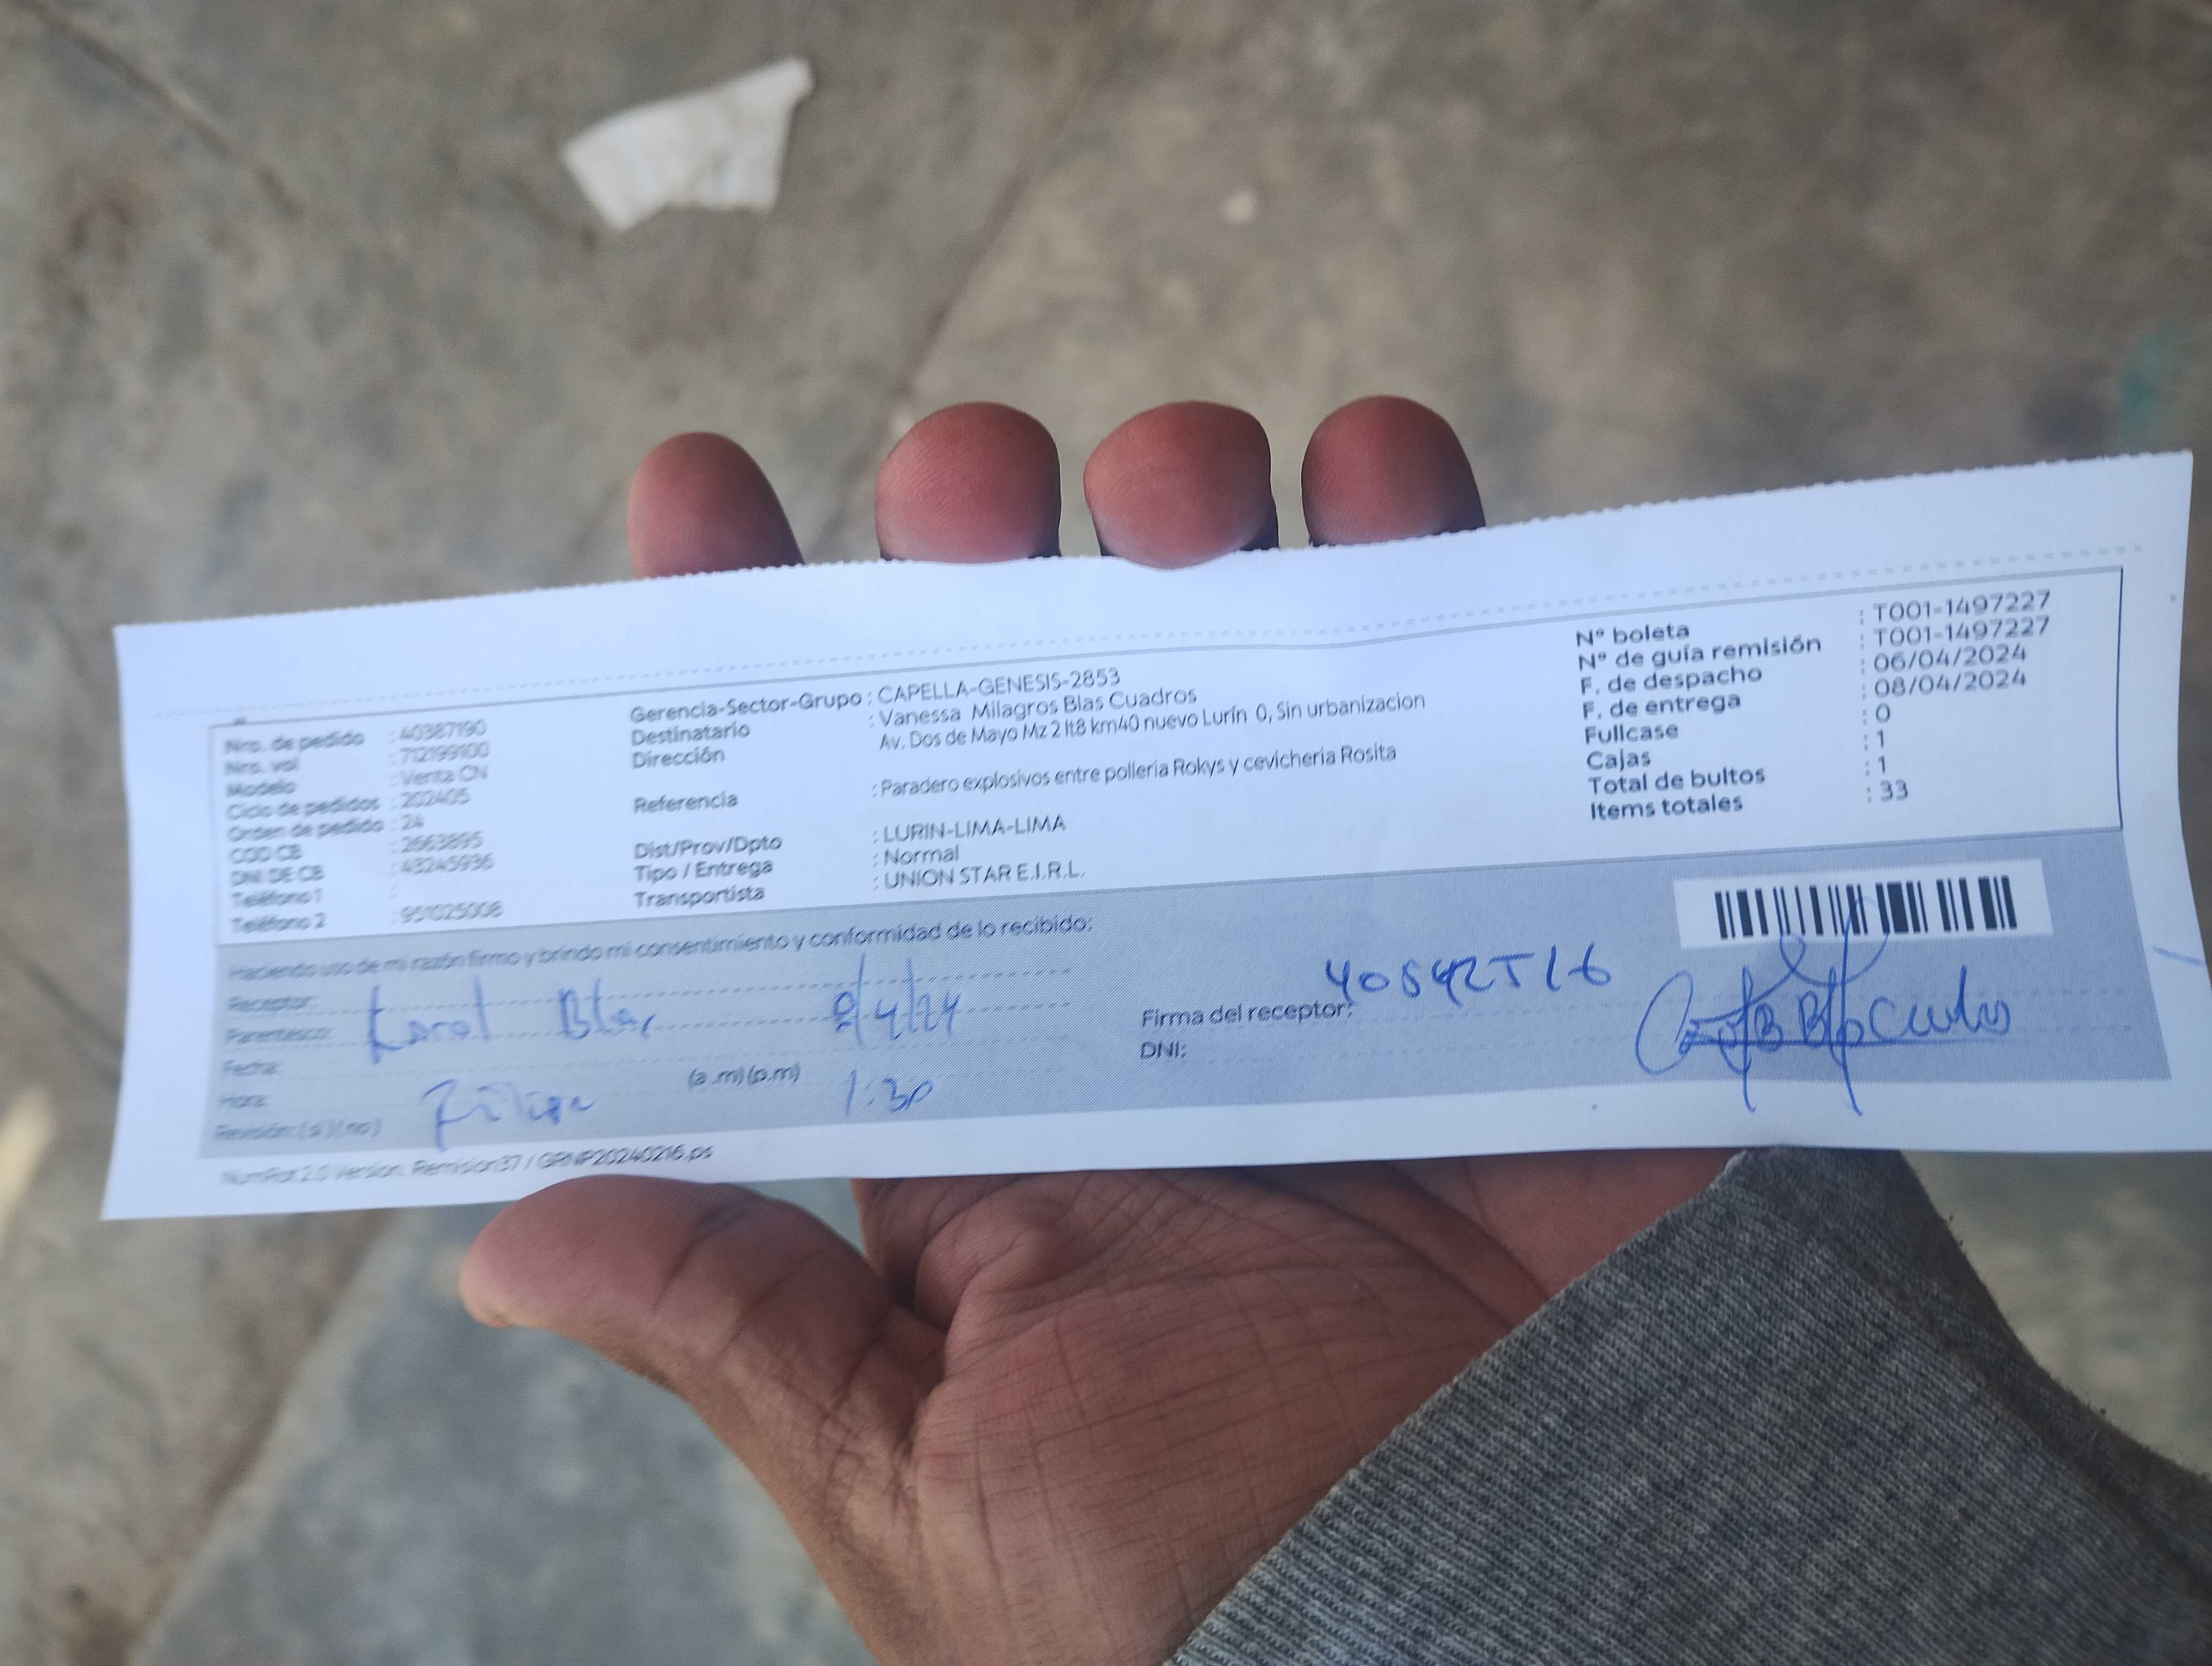 Nro. de pedido : 40387190
Nro. vol : 712199100
Modelo : Venta CN
Ciclo de pedidos : 202405
Orden de pedido : 24
COD CB : 2663895
DNI DE CB : 43245936
Teléfono 1 :
Teléfono 2 : 951025008
Gerencia-Sector-Grupo : CAPELLA-GENESIS-2853
Destinatario : Vanessa Milagros Blas Cuadros
Dirección : Av. Dos de Mayo Mz 2 lt8 km40 nuevo Lurín 0, Sin urbanizacion
Referencia : Paradero explosivos entre polleria Rokys y cevicheria Rosita
Dist/Prov/Dpto : LURIN-LIMA-LIMA
Tipo / Entrega : Normal
Transportista : UNION STAR E.I.R.L.
N° boleta : T001-1497227
N° de guía remisión : T001-1497227
F. de despacho : 06/04/2024
F. de entrega : 08/04/2024
Fullcase : 0
Cajas : 1
Total de bultos : 1
Items totales : 33
Haciendo uso de mi razón firmo y brindo mi consentimiento y conformidad de lo recibido:
Receptor:
Parentesco:
Fecha:
Hora:
Revisión: (si) (no)
Blas
8/4/24
(a .m) (p.m)
1:30
Firma del receptor:
DNI:
NumRot 2.0 Version: Remision37 / GRNP20240216.ps